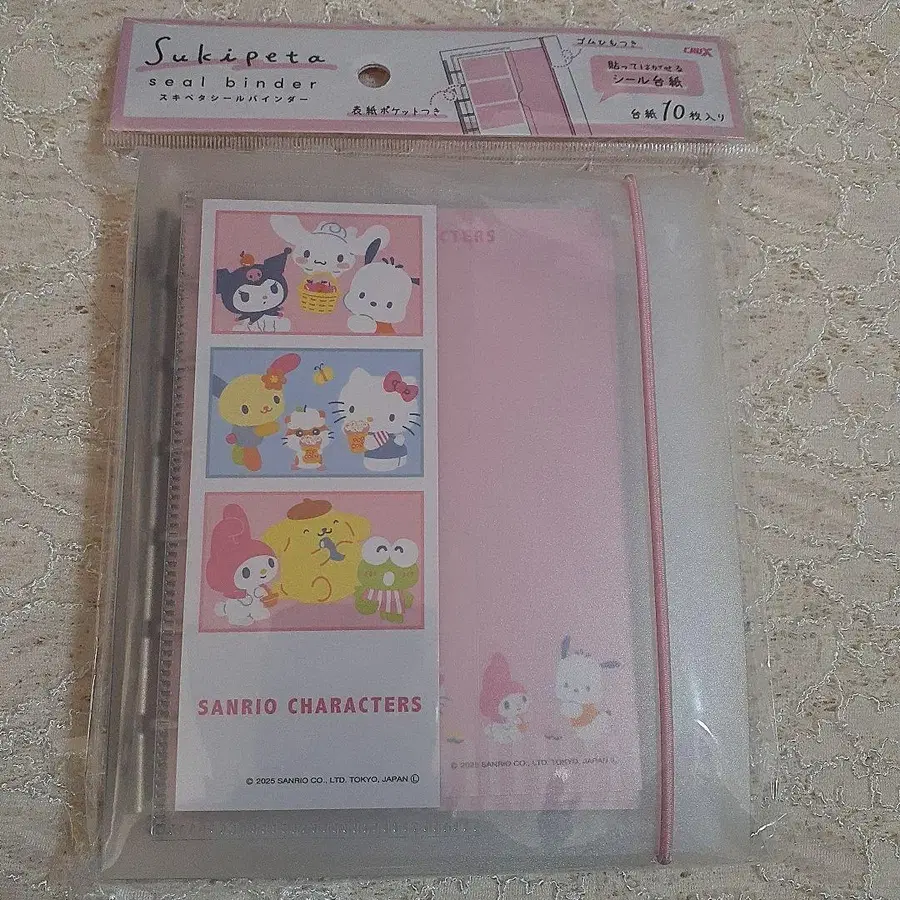 Sukipeta
seal binder
スキペタシールバインダー
表紙ポケットつき
ゴムひもつき
CRUX
貼ってはがせる
シール台紙
台紙10枚入り
CTERS
SANRIO CHARACTERS
© 2025 SANRIO CO., LTD. TOKYO, JAPAN Ⓛ
© 2025 SANRIO CO., LTD. TOKYO, JAPAN Ⓛ